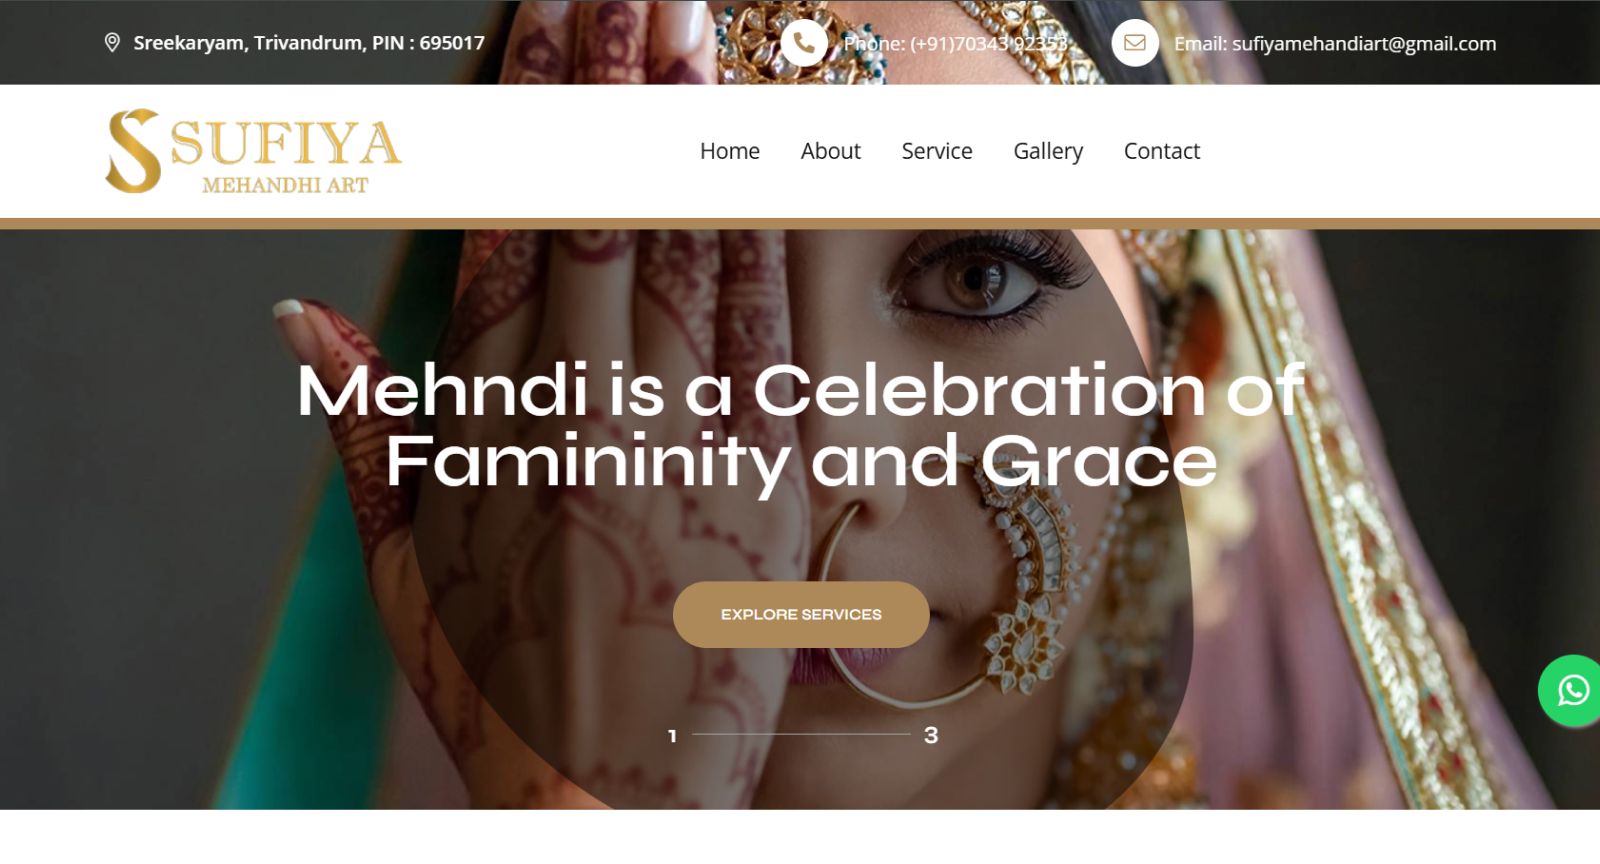 Sreekaryam, Trivandrum, PIN : 695017
Phone: (+91)70343 92353
Email: sufiyamehandiart@gmail.com
S SUFIYA
MEHANDHI ART
Home About Service Gallery Contact
Mehndi is a Celebration of
Famininity and Grace
EXPLORE SERVICES
1 3